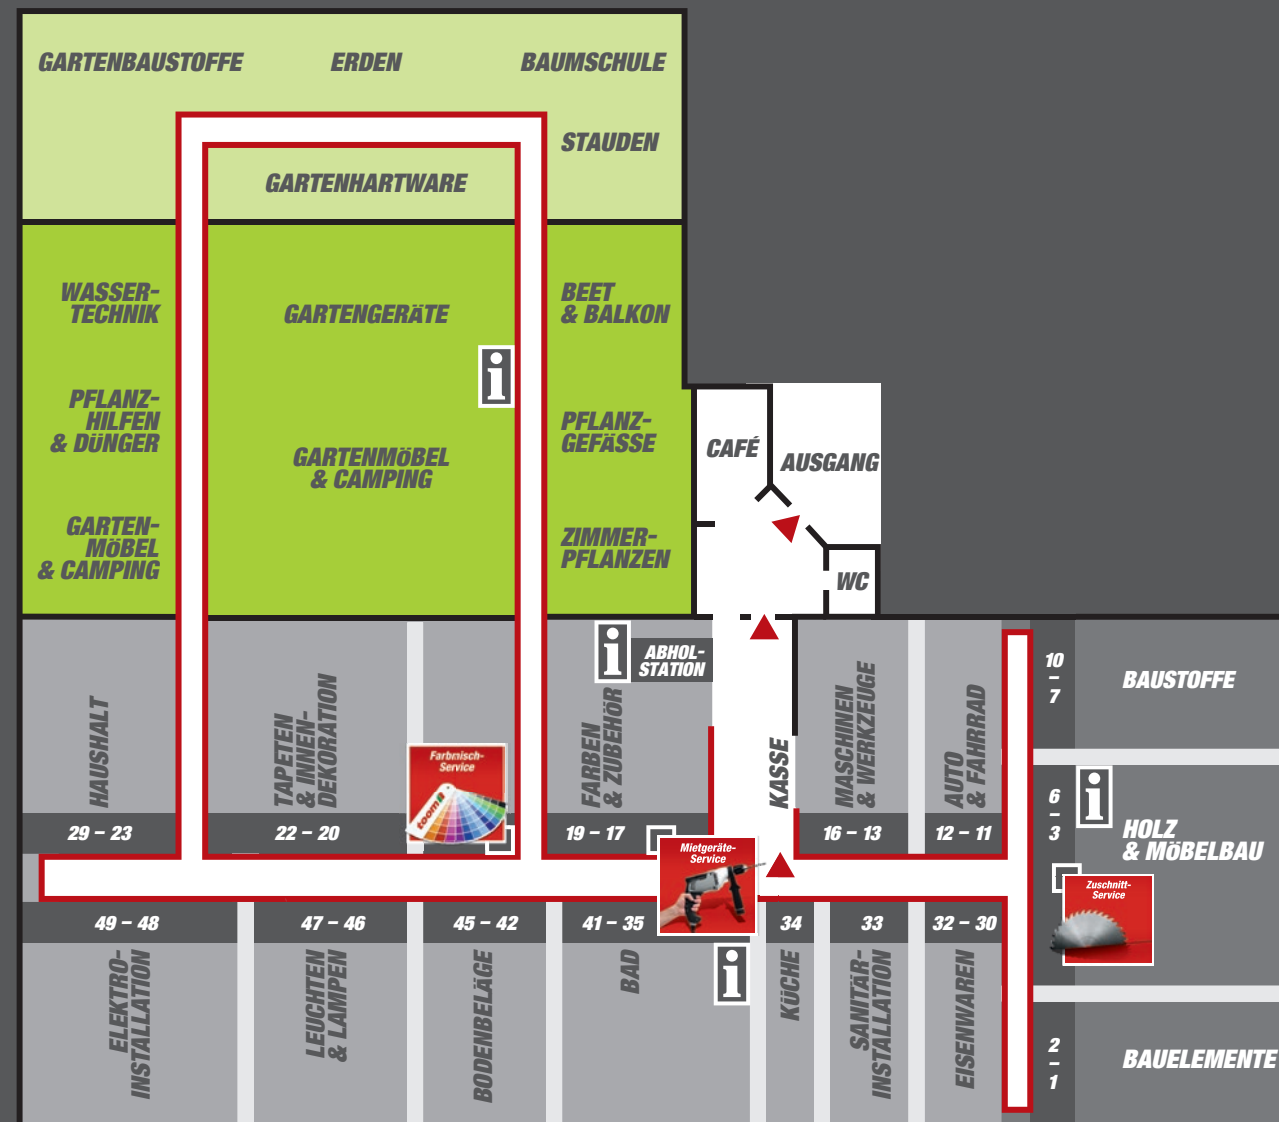 GARTENBAUSTOFFE
ERDEN
BAUMSCHULE
STAUDEN
GARTENHARTWARE
WASSER-
TECHNIK
GARTENGERÄTE
BEET
& BALKON
i
PFLANZ-
HILFEN
& DÜNGER
GARTENMÖBEL
& CAMPING
PFLANZ-
GEFÄSSE
CAFÉ
AUSGANG
GARTEN-
MÖBEL
& CAMPING
ZIMMER-
PFLANZEN
WC
i
ABHOL-
STATION
HAUSHALT
TAPETEN
& INNEN-
DEKORATION
Farbmisch-
Service
toom
FARBEN
& ZUBEHÖR
KASSE
MASCHINEN
& WERKZEUGE
AUTO
& FAHRRAD
10
–
7
BAUSTOFFE
29 – 23
22 – 20
19 – 17
16 – 13
12 – 11
6
–
3
i
HOLZ
& MÖBELBAU
Mietgeräte-
Service
Zuschnitt-
Service
49 – 48
47 – 46
45 – 42
41 – 35
34
33
32 – 30
ELEKTRO-
INSTALLATION
LEUCHTEN
& LAMPEN
BODENBELÄGE
BAD
i
KÜCHE
SANITÄR-
INSTALLATION
EISENWAREN
2
–
1
BAUELEMENTE